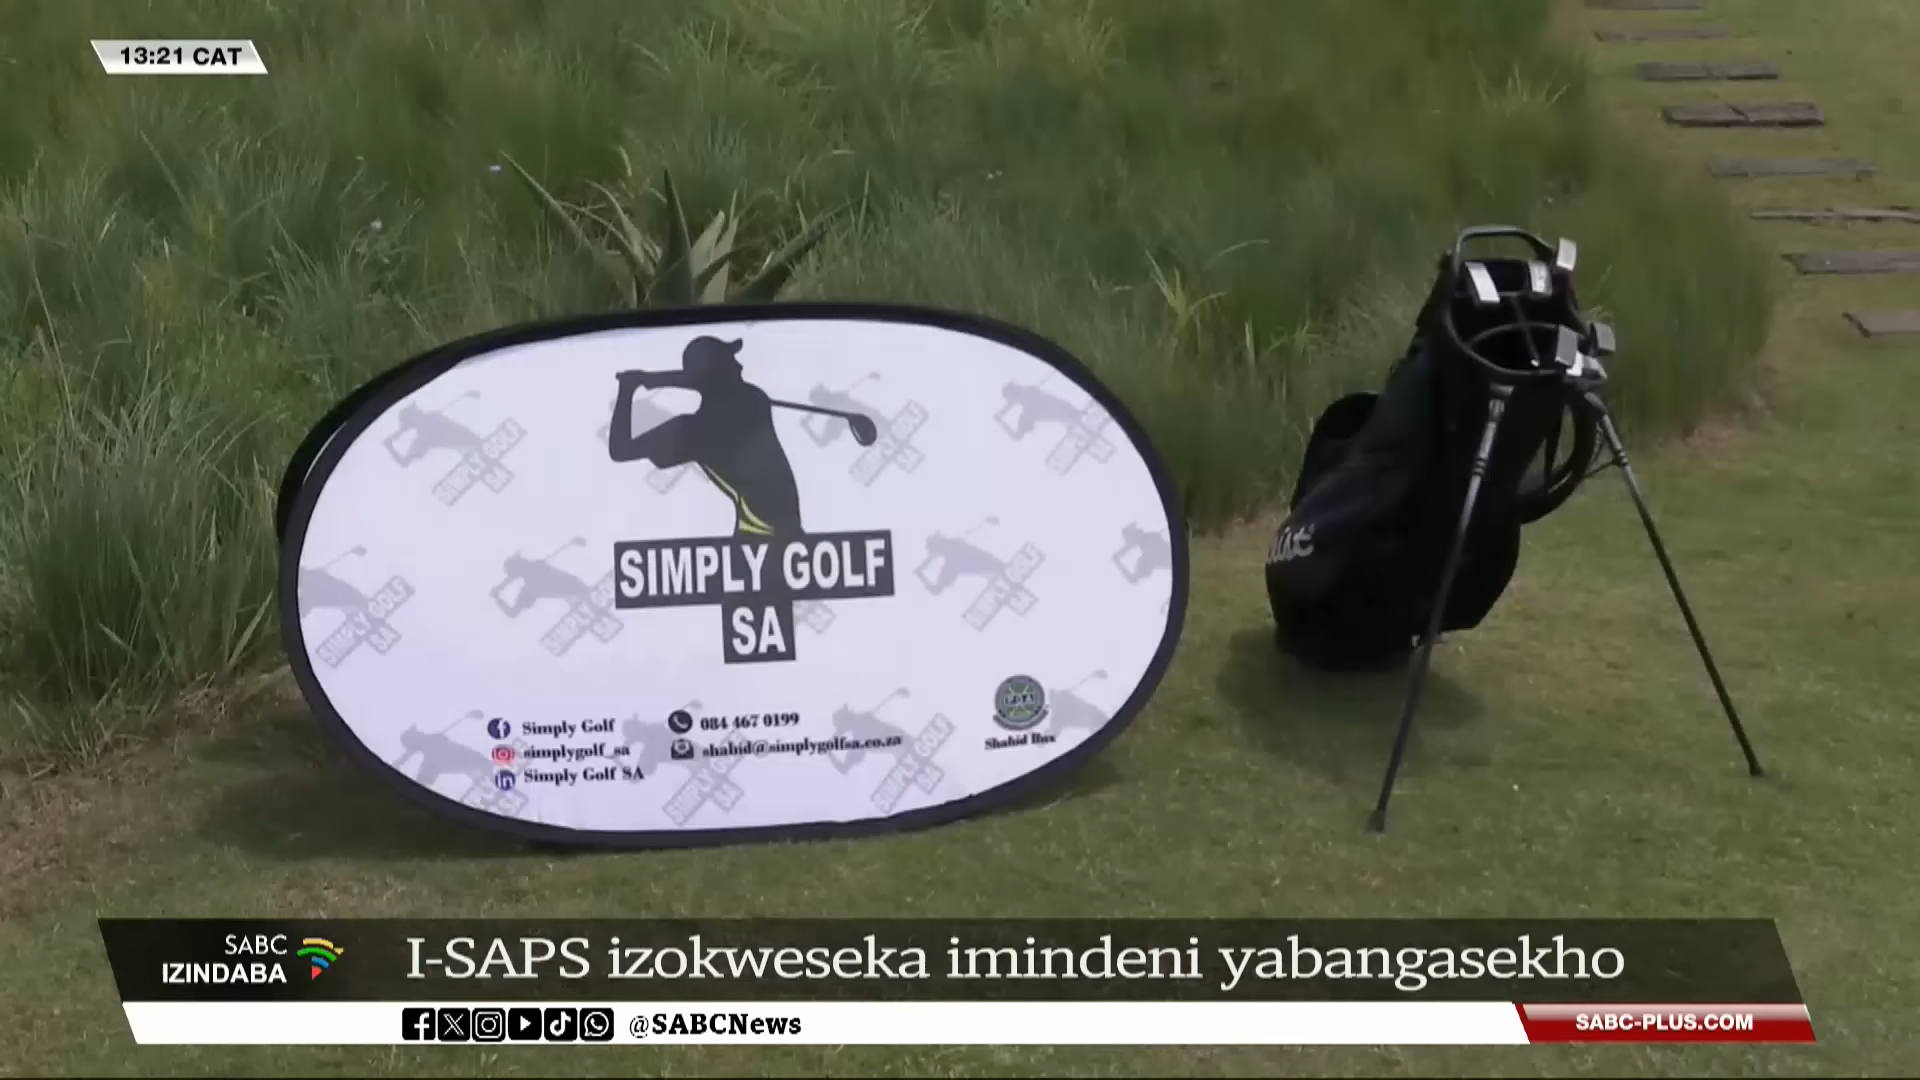 13:21 CAT
SIMPLY GOLF
SA
Simply Golf
simplygolf_sa
Simply Golf SA
084 467 0199
shahid@simplygolfsa.co.za
Shahid Bux
SABC
IZINDABA
I-SAPS izokweseka imindeni yabangasekho
@SABCNews
SABC-PLUS.COM